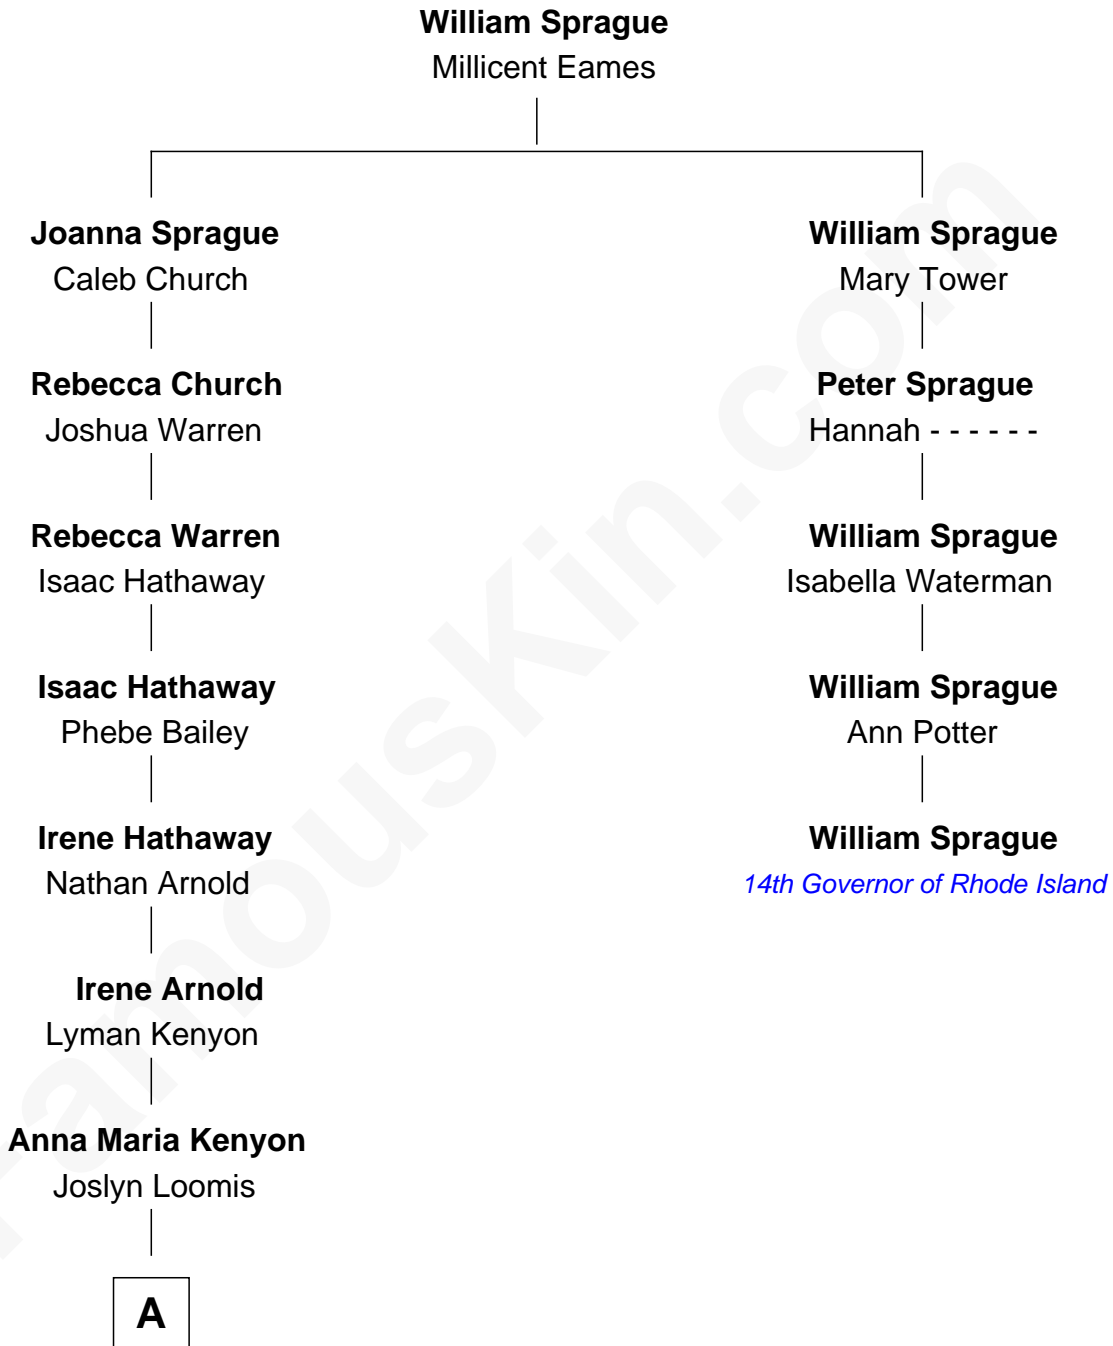 William Sprague
Millicent Eames
Joanna Sprague
Caleb Church
William Sprague
Mary Tower
Rebecca Church
Joshua Warren
Peter Sprague
Hannah - - - - - -
Rebecca Warren
Isaac Hathaway
William Sprague
Isabella Waterman
Isaac Hathaway
Phebe Bailey
William Sprague
Ann Potter
Irene Hathaway
Nathan Arnold
William Sprague
14th Governor of Rhode Island
Irene Arnold
Lyman Kenyon
Anna Maria Kenyon
Joslyn Loomis
A
FamousKin.com